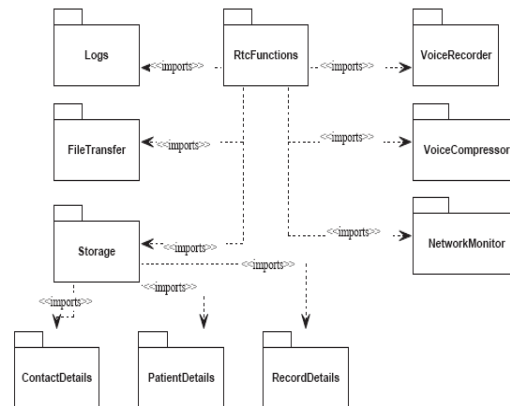 Logs
RtcFunctions
VoiceRecorder
<<imports>>
<<imports>>
FileTransfer
<<imports>>
<<imports>>
VoiceCompressor
Storage
<<imports>>
<<imports>>
NetworkMonitor
<<imports>>
<<imports>>
<<imports>>
ContactDetails
PatientDetails
RecordDetails